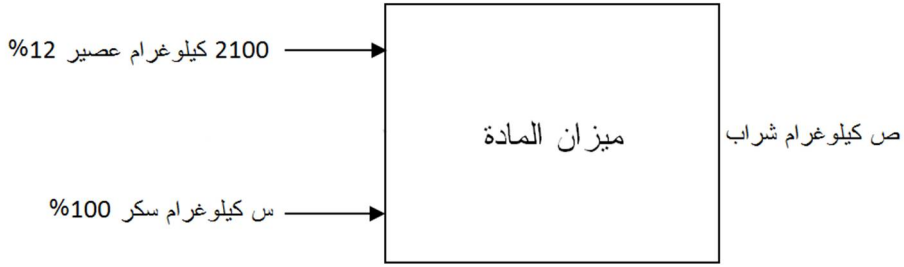 2100 كيلوغرام عصير 12%
ميزان المادة
ص كيلوغرام شراب
س كيلوغرام سكر 100%